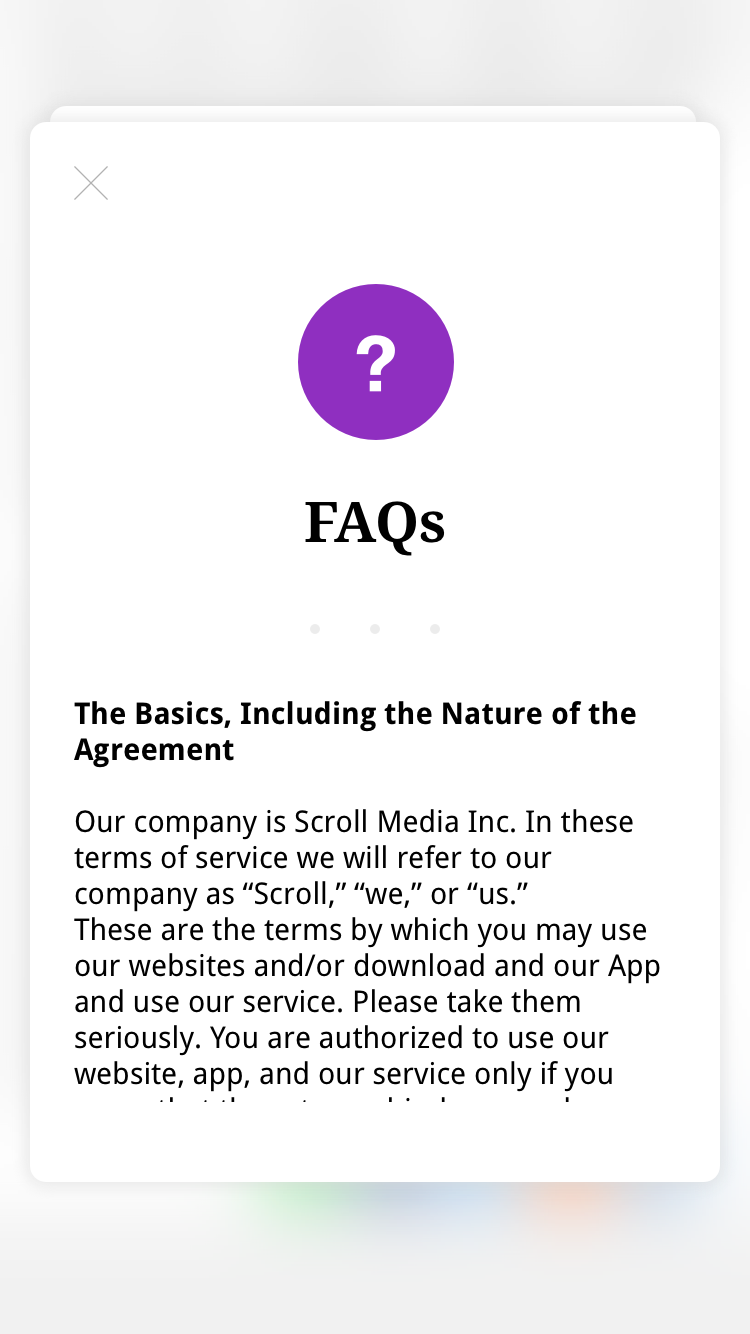 ?
FAQs
The Basics, Including the Nature of the
Agreement
Our company is Scroll Media Inc. In these
terms of service we will refer to our
company as “Scroll,” “we,” or “us.”
These are the terms by which you may use
our websites and/or download and our App
and use our service. Please take them
seriously. You are authorized to use our
website, app, and our service only if you